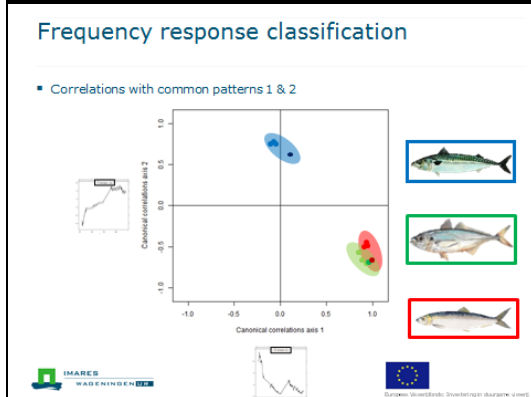 Frequency response classification
Correlations with common patterns 1 & 2
Canonical correlations axis 2
1.0
0.5
0.0
-0.5
-1.0
-1.0 -0.5 0.0 0.5 1.0
Canonical correlations axis 1
IMARES
WAGENINGEN UR